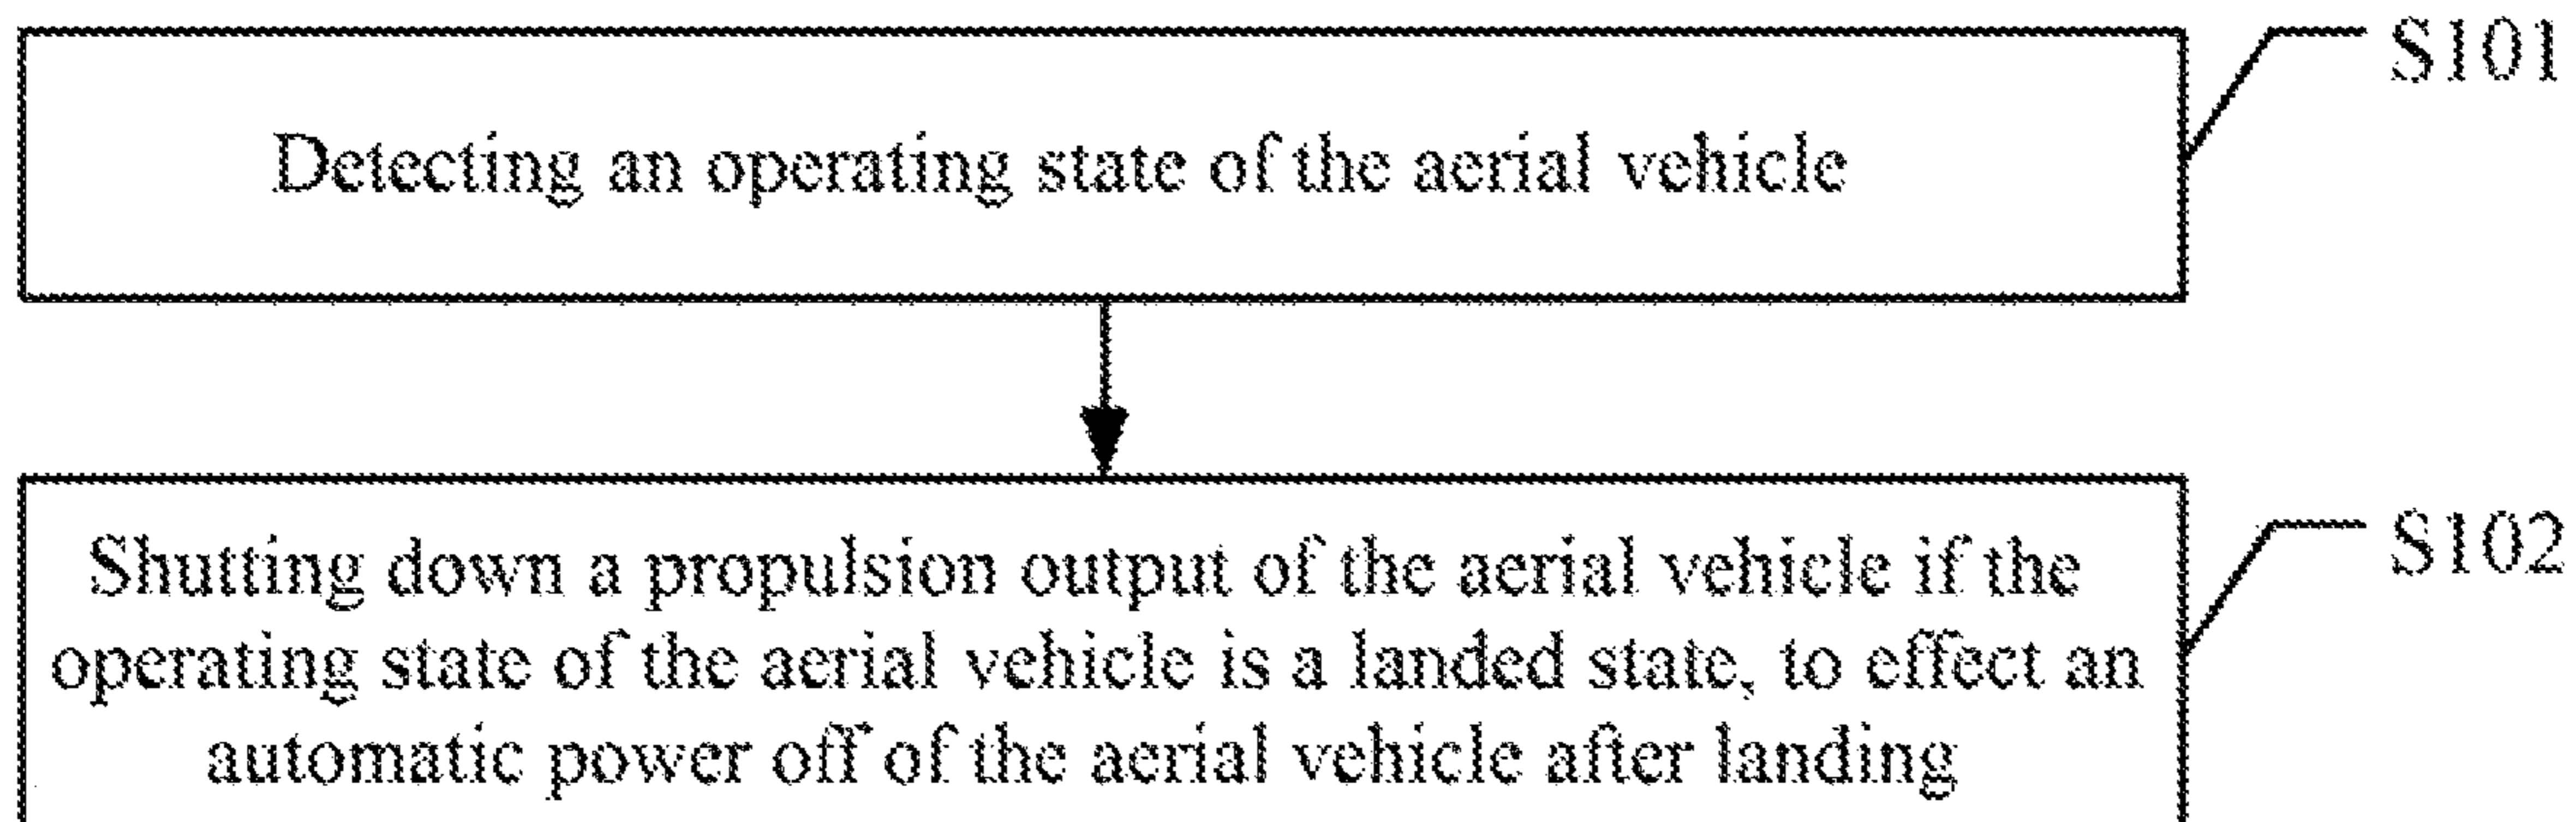 S101
Detecting an operating state of the aerial vehicle
Shutting down a propulsion output of the aerial vehicle if the
S102
operating state of the aerial vehicle is a landed state, to effect an
automatic power off of the aerial vehicle after landing